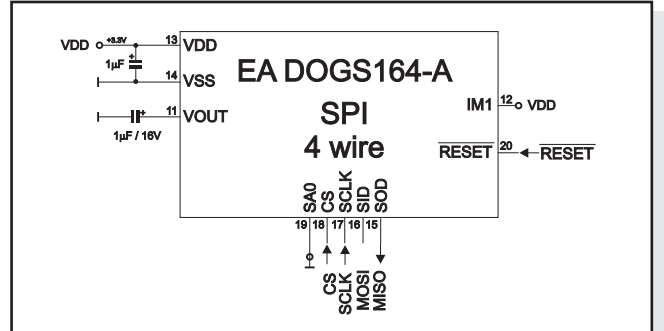 VDD +3.3V 13 VDD
1µF
14 VSS
11 VOUT
1µF / 16V
EA DOGS164-A
SPI
4 wire
IM1 12 VDD
RESET 20 RESET
SA0 CS SCLK SID SOD
19 18 17 16 15
CS SCLK MOSI MISO